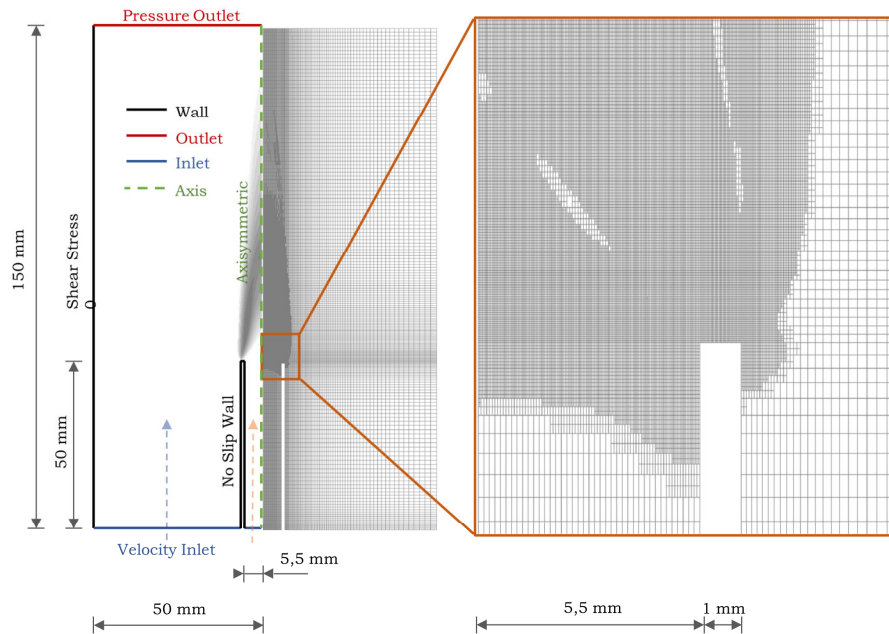 Pressure Outlet
Wall
Outlet
Inlet
Axis
Axisymmetric
150 mm
Shear Stress
0
50 mm
No Slip Wall
Velocity Inlet
5,5 mm
50 mm
5,5 mm
1 mm